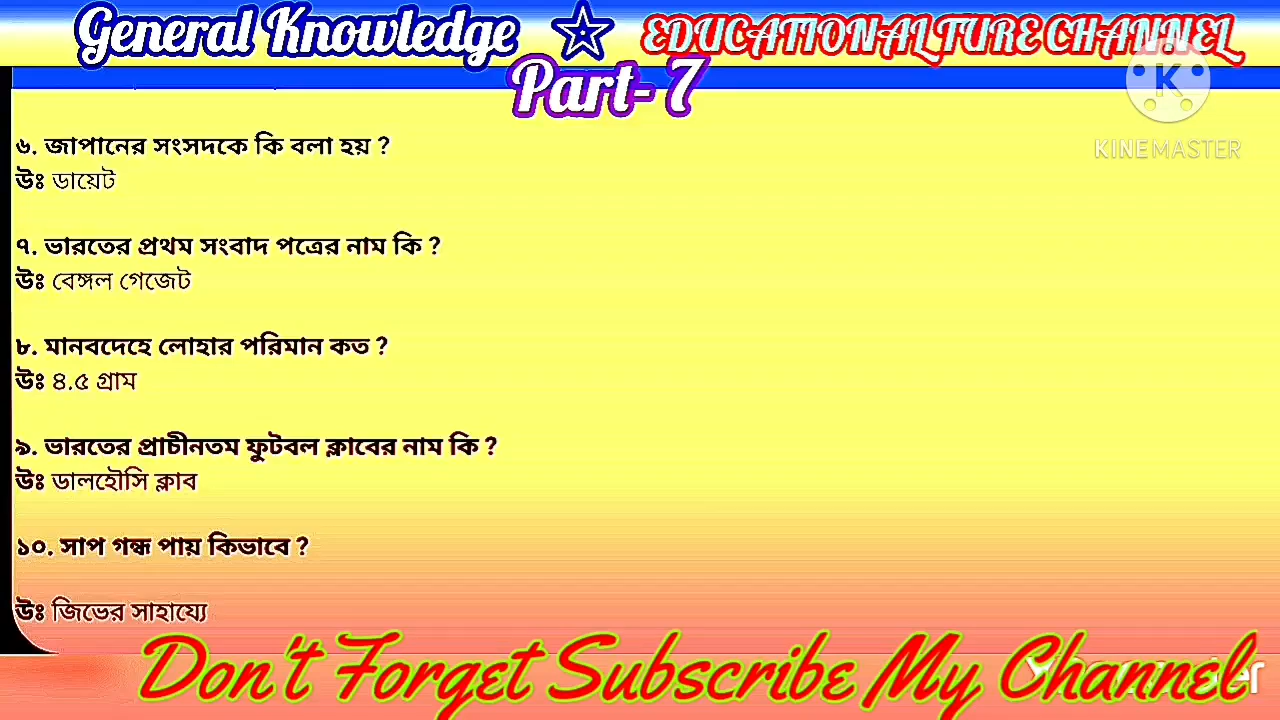 General Knowledge ☆ EDUCATIONAL TURE CHANNEL
Part- 7
K
KINEMASTER
৬. জাপানের সংসদকে কি বলা হয় ?
উঃ ডায়েট
৭. ভারতের প্রথম সংবাদ পত্রের নাম কি ?
উঃ বেঙ্গল গেজেট
৮. মানবদেহে লোহার পরিমান কত ?
উঃ ৪.৫ গ্রাম
৯. ভারতের প্রাচীনতম ফুটবল ক্লাবের নাম কি ?
উঃ ডালহৌসি ক্লাব
১০. সাপ গন্ধ পায় কিভাবে ?
উঃ জিভের সাহায্যে
Don't Forget Subscribe My Channel